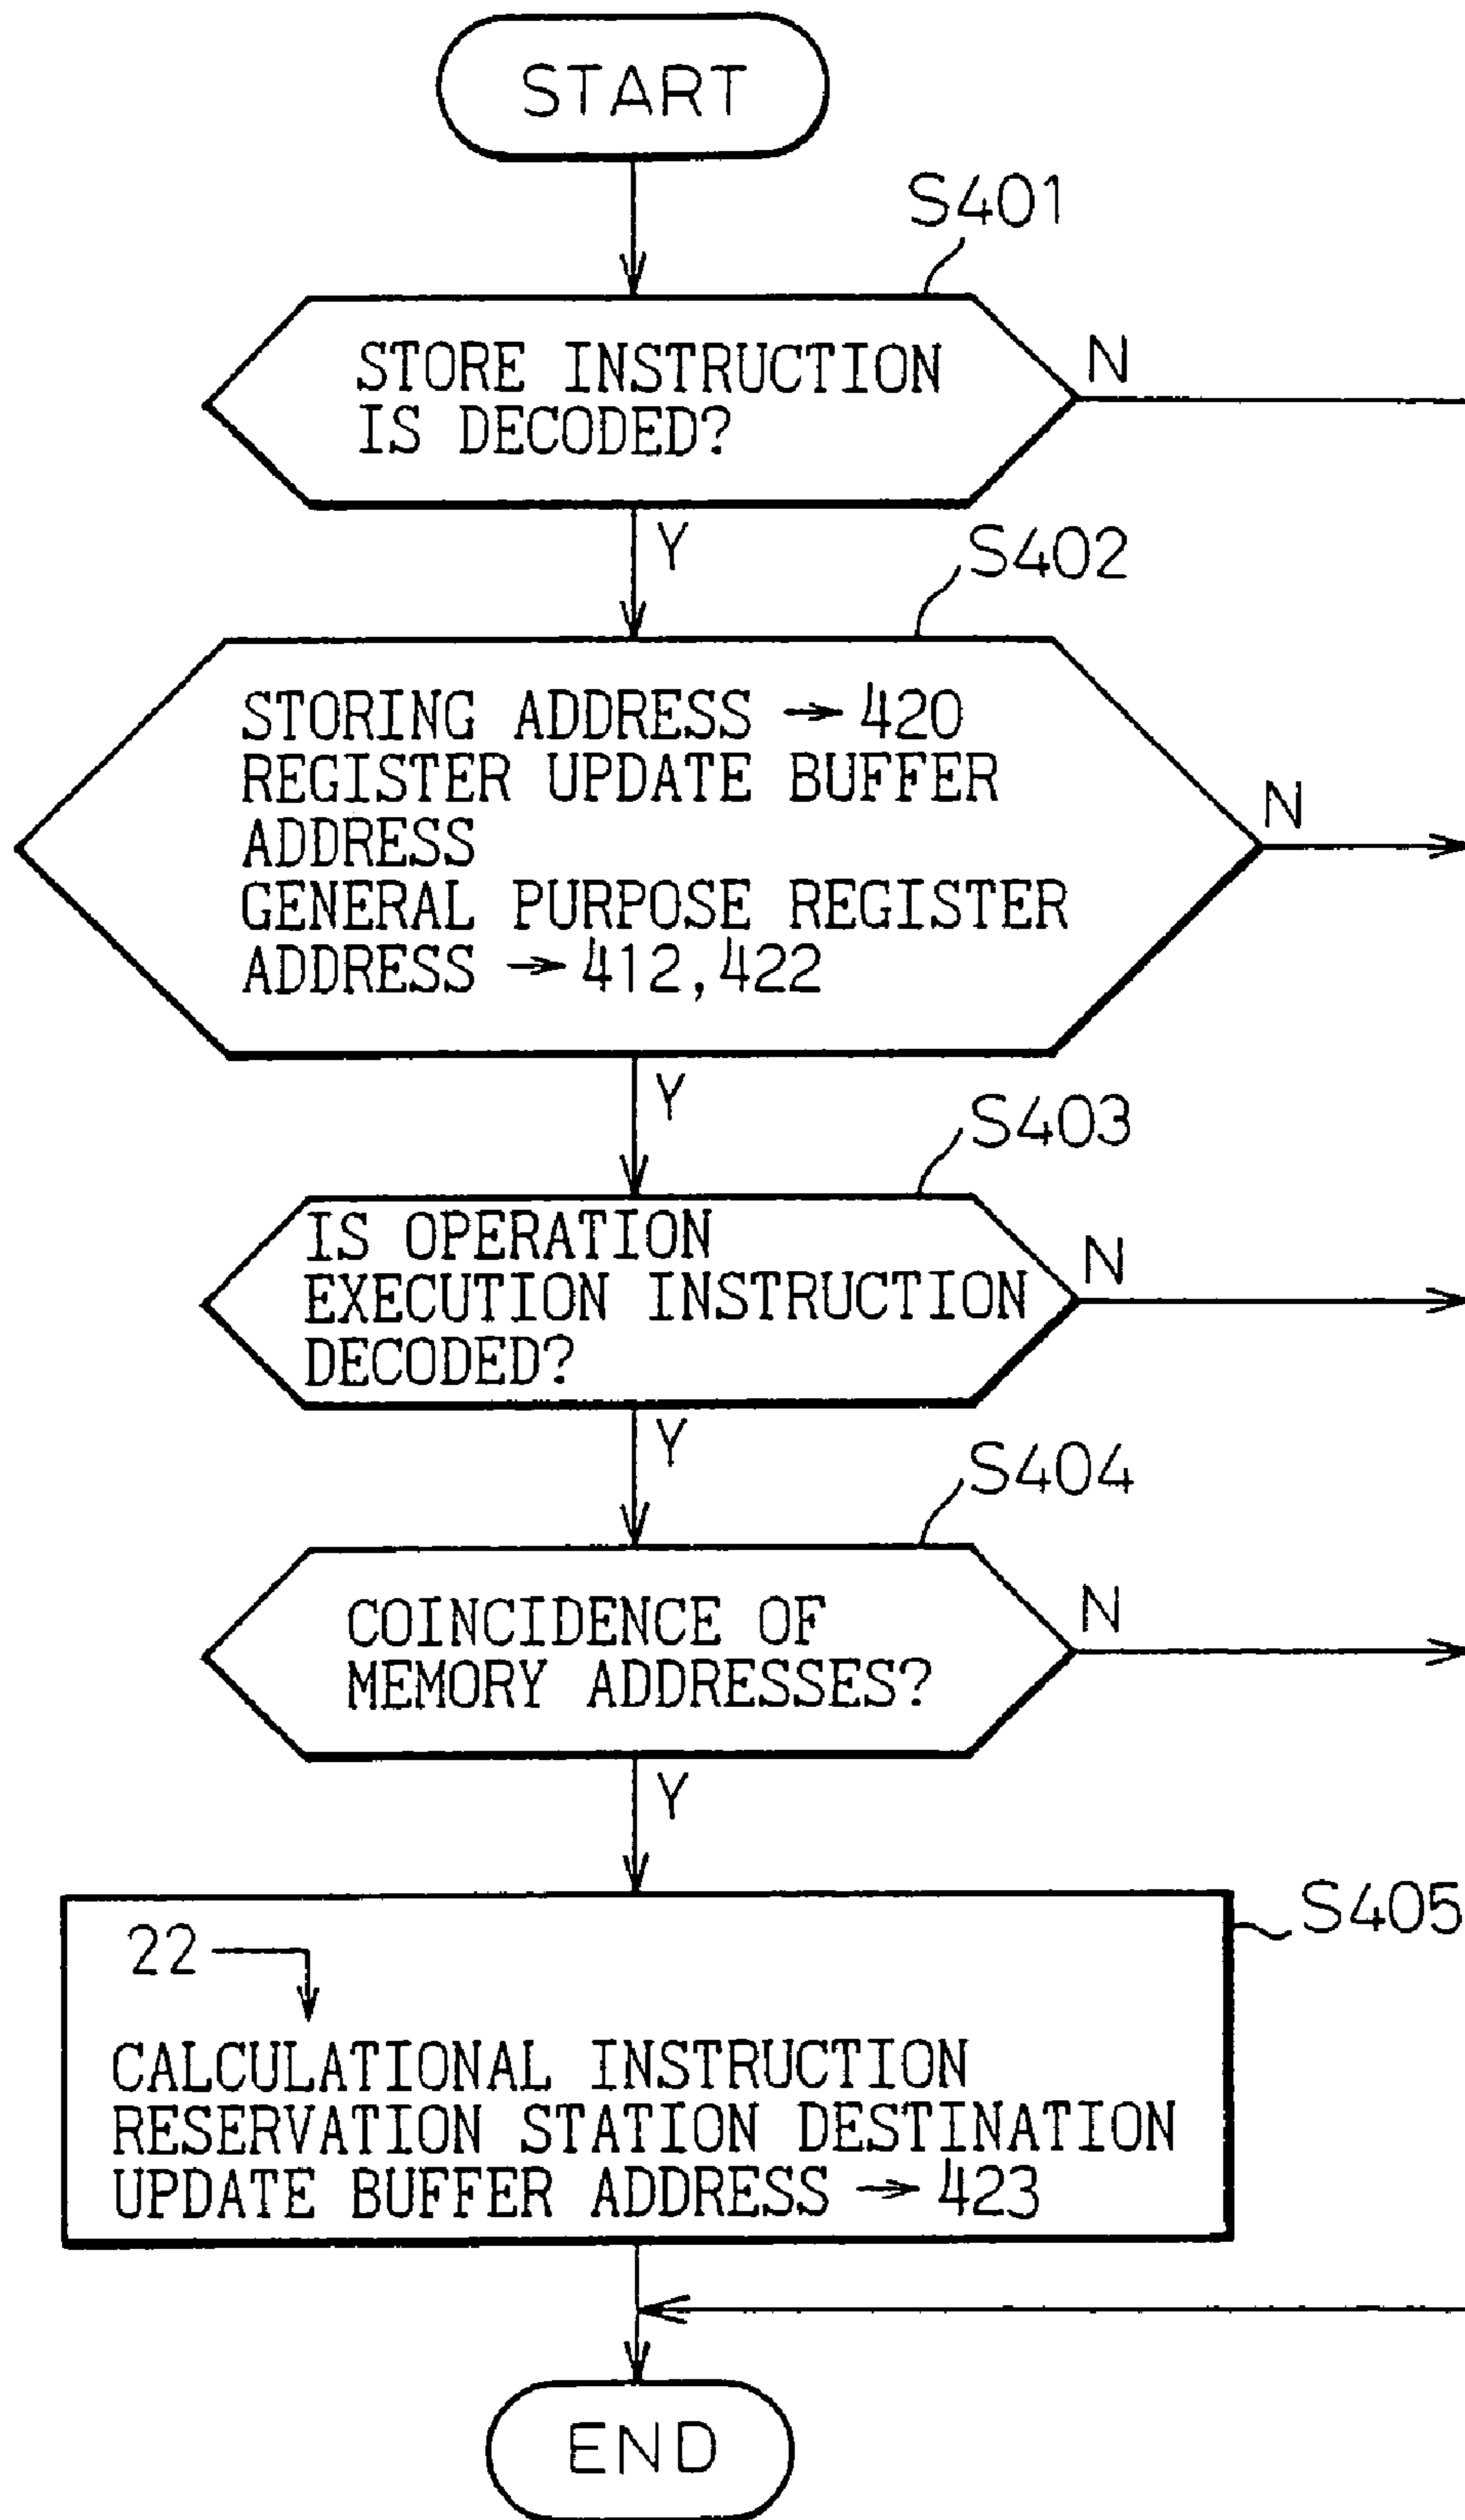 START
S401
STORE INSTRUCTION
IS DECODED?
N
Y
S402
STORING ADDRESS → 420
REGISTER UPDATE BUFFER
ADDRESS
GENERAL PURPOSE REGISTER
ADDRESS → 412,422
N
Y
S403
IS OPERATION
EXECUTION INSTRUCTION
DECODED?
N
Y
S404
COINCIDENCE OF
MEMORY ADDRESSES?
N
Y
S405
22
CALCULATIONAL INSTRUCTION
RESERVATION STATION DESTINATION
UPDATE BUFFER ADDRESS → 423
END